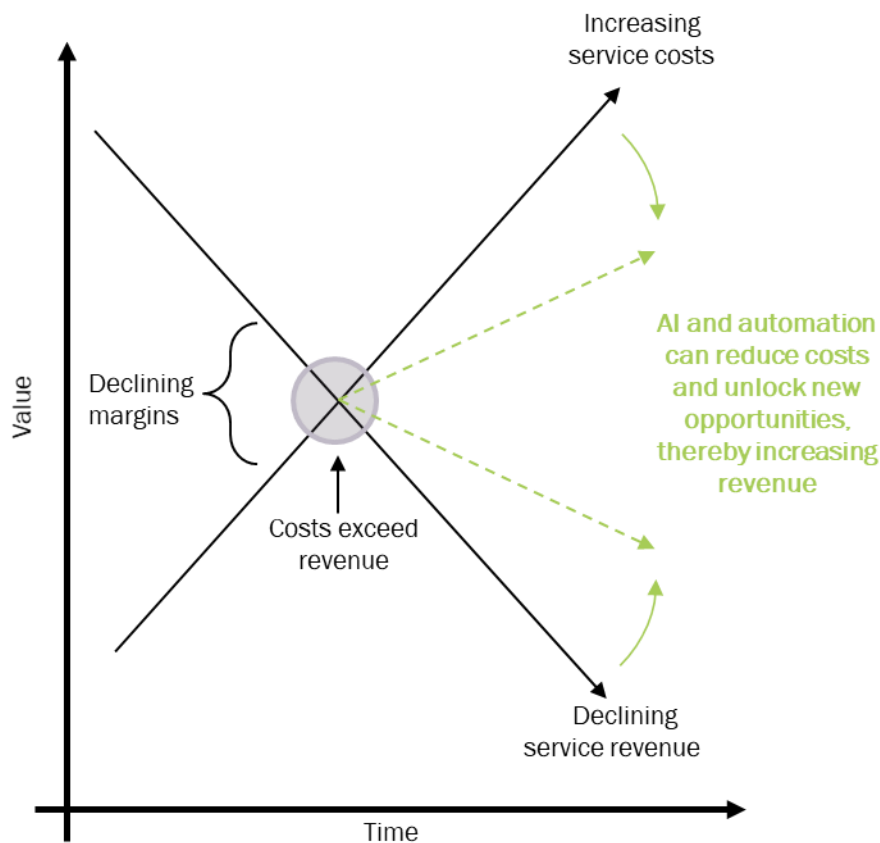 Increasing
service costs
AI and automation
can reduce costs
and unlock new
opportunities,
thereby increasing
revenue
Declining
margins
Value
Costs exceed
revenue
Declining
service revenue
Time